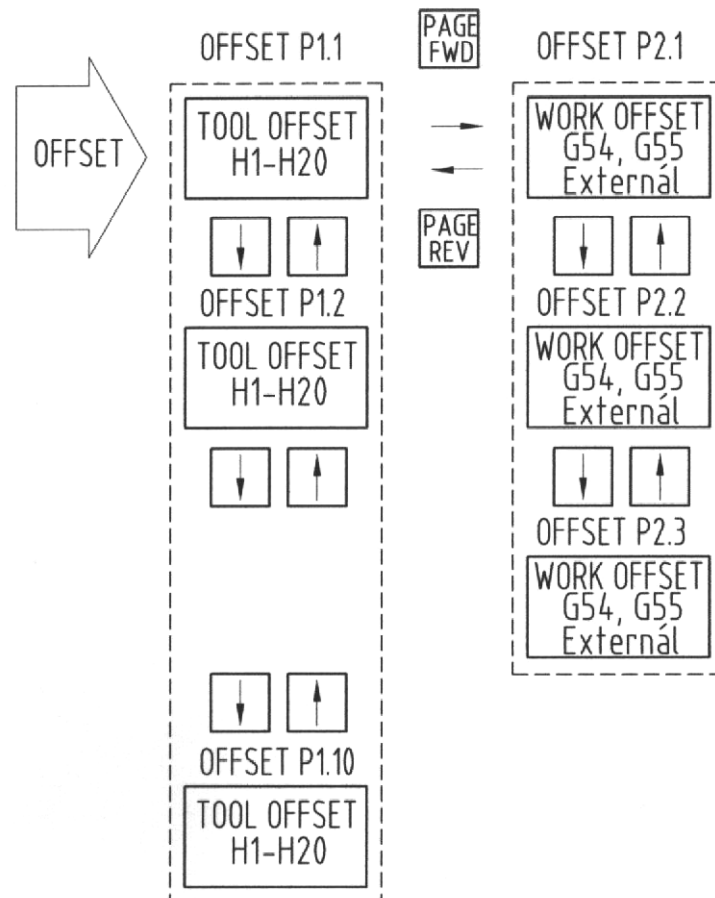 OFFSET
OFFSET P1.1
TOOL OFFSET
H1-H20
OFFSET P1.2
TOOL OFFSET
H1-H20
OFFSET P1.10
TOOL OFFSET
H1-H20
PAGE
FWD
PAGE
REV
OFFSET P2.1
WORK OFFSET
G54, G55
Externál
OFFSET P2.2
WORK OFFSET
G54, G55
Externál
OFFSET P2.3
WORK OFFSET
G54, G55
Externál